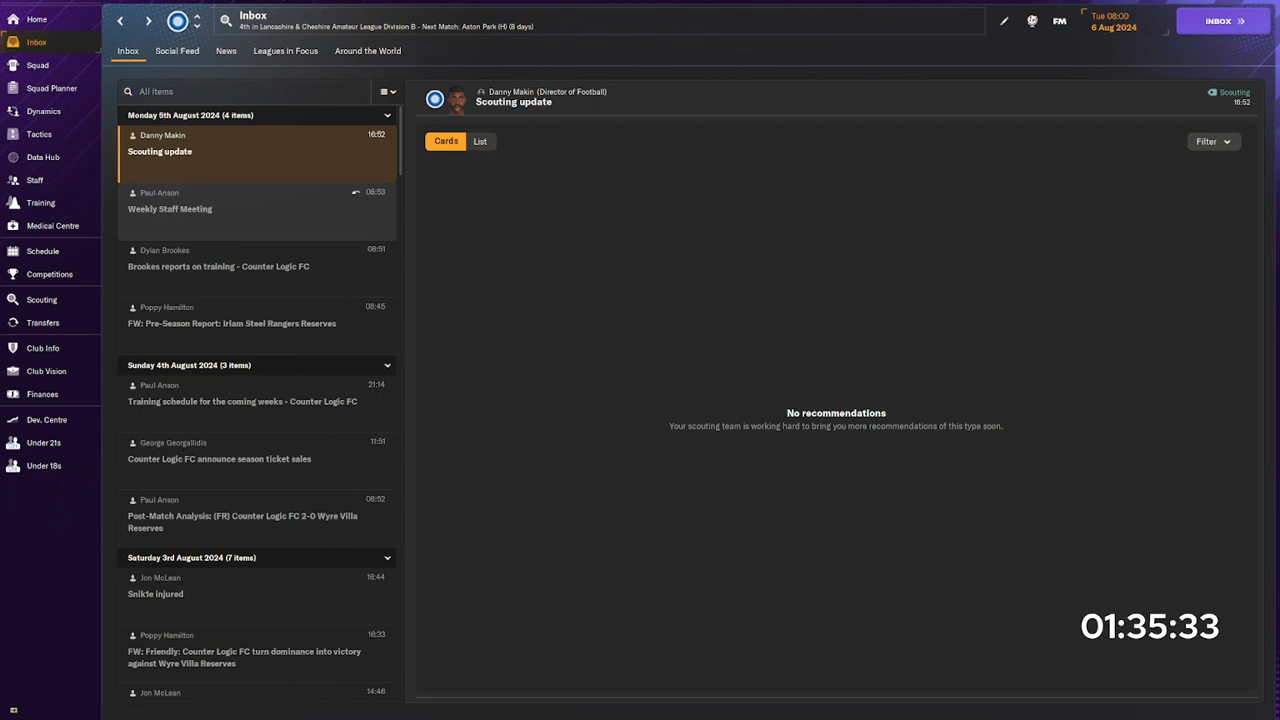 Home
Inbox
Squad
Squad Planner
Dynamics
Tactics
Data Hub
Staff
Training
Medical Centre
Schedule
Competitions
Scouting
Transfers
Club Info
Club Vision
Finances
Dev. Centre
Under 21s
Under 18s
Inbox
4th in Lancashire & Cheshire Amateur League Division B - Next Match: Aston Park (H) (8 days)
FM
Tue 08:00
6 Aug 2024
INBOX
Inbox
Social Feed
News
Leagues in Focus
Around the World
All Items
Monday 5th August 2024 (4 items)
Danny Makin 16:52
Scouting update
Paul Anson 08:53
Weekly Staff Meeting
Dylan Brookes 08:51
Brookes reports on training - Counter Logic FC
Poppy Hamilton 08:45
FW: Pre-Season Report: Irlam Steel Rangers Reserves
Sunday 4th August 2024 (3 items)
Paul Anson 21:14
Training schedule for the coming weeks - Counter Logic FC
George Georgallidis 11:51
Counter Logic FC announce season ticket sales
Paul Anson 08:52
Post-Match Analysis: (FR) Counter Logic FC 2-0 Wyre Villa
Reserves
Saturday 3rd August 2024 (7 items)
Jon McLean 16:44
Snik1e injured
Poppy Hamilton 16:33
FW: Friendly: Counter Logic FC turn dominance into victory
against Wyre Villa Reserves
Jon McLean 14:46
Danny Makin (Director of Football)
Scouting update
Scouting
16:52
Cards
List
Filter
No recommendations
Your scouting team is working hard to bring you more recommendations of this type soon.
01:35:33